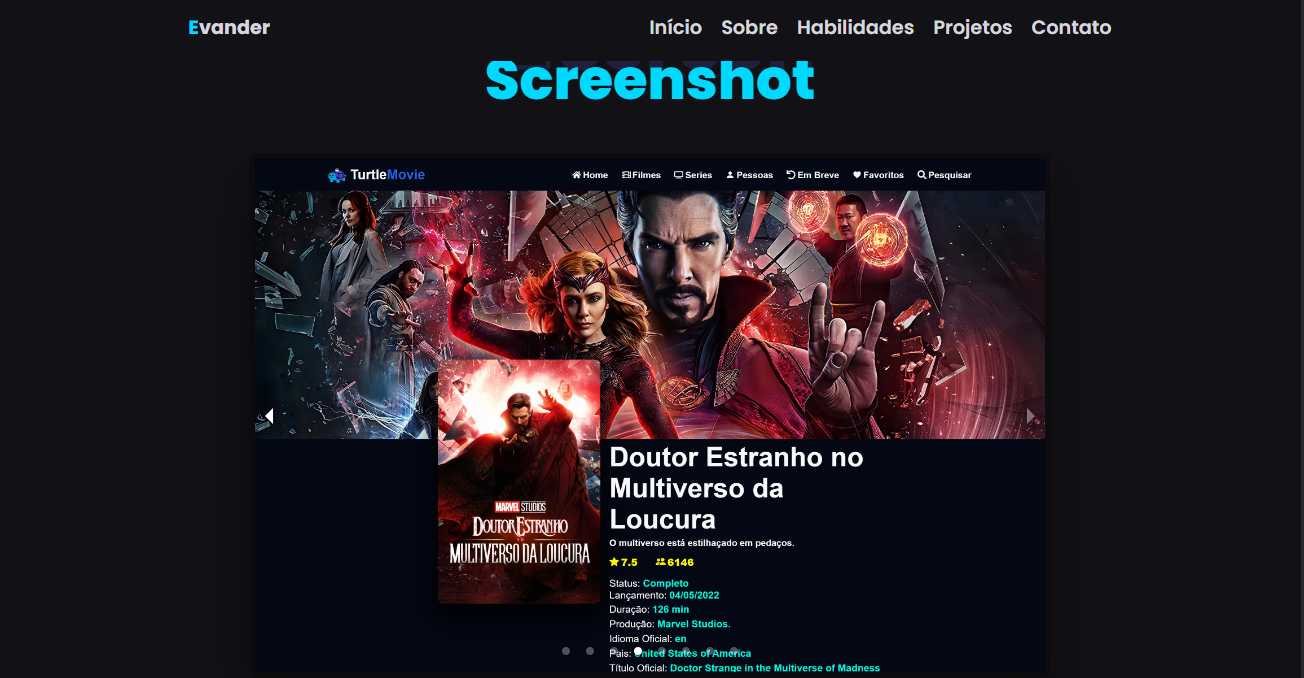 Evander
Início Sobre Habilidades Projetos Contato
Screenshot
TurtleMovie
Home Filmes Series Pessoas Em Breve Favoritos Pesquisar
MARVEL STUDIOS
DOUTOR ESTRANHO
MULTIVERSO DA LOUCURA
Doutor Estranho no
Multiverso da
Loucura
O multiverso está estilhaçado em pedaços.
7.5 6146
Status: Completo
Lançamento: 04/05/2022
Duração: 126 min
Produção: Marvel Studios.
Idioma Oficial: en
País: United States of America
Título Oficial: Doctor Strange in the Multiverse of Madness